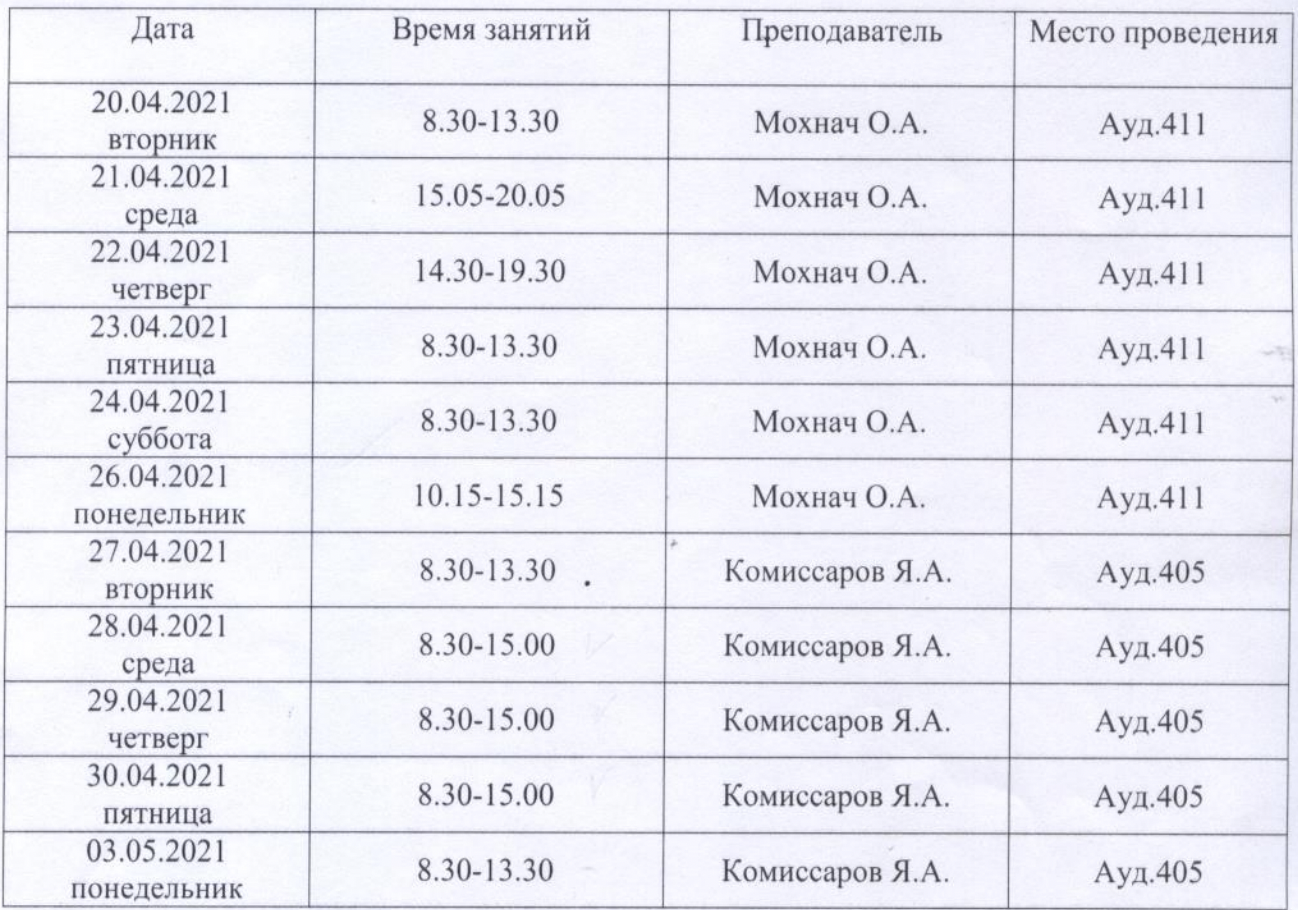 Дата Время занятий Преподаватель Место проведения
20.04.2021
вторник 8.30-13.30 Мохнач О.А. Ауд.411
21.04.2021
среда 15.05-20.05 Мохнач О.А. Ауд.411
22.04.2021
четверг 14.30-19.30 Мохнач О.А. Ауд.411
23.04.2021
пятница 8.30-13.30 Мохнач О.А. Ауд.411
24.04.2021
суббота 8.30-13.30 Мохнач О.А. Ауд.411
26.04.2021
понедельник 10.15-15.15 Мохнач О.А. Ауд.411
27.04.2021
вторник 8.30-13.30 Комиссаров Я.А. Ауд.405
28.04.2021
среда 8.30-15.00 Комиссаров Я.А. Ауд.405
29.04.2021
четверг 8.30-15.00 Комиссаров Я.А. Ауд.405
30.04.2021
пятница 8.30-15.00 Комиссаров Я.А. Ауд.405
03.05.2021
понедельник 8.30-13.30 Комиссаров Я.А. Ауд.405